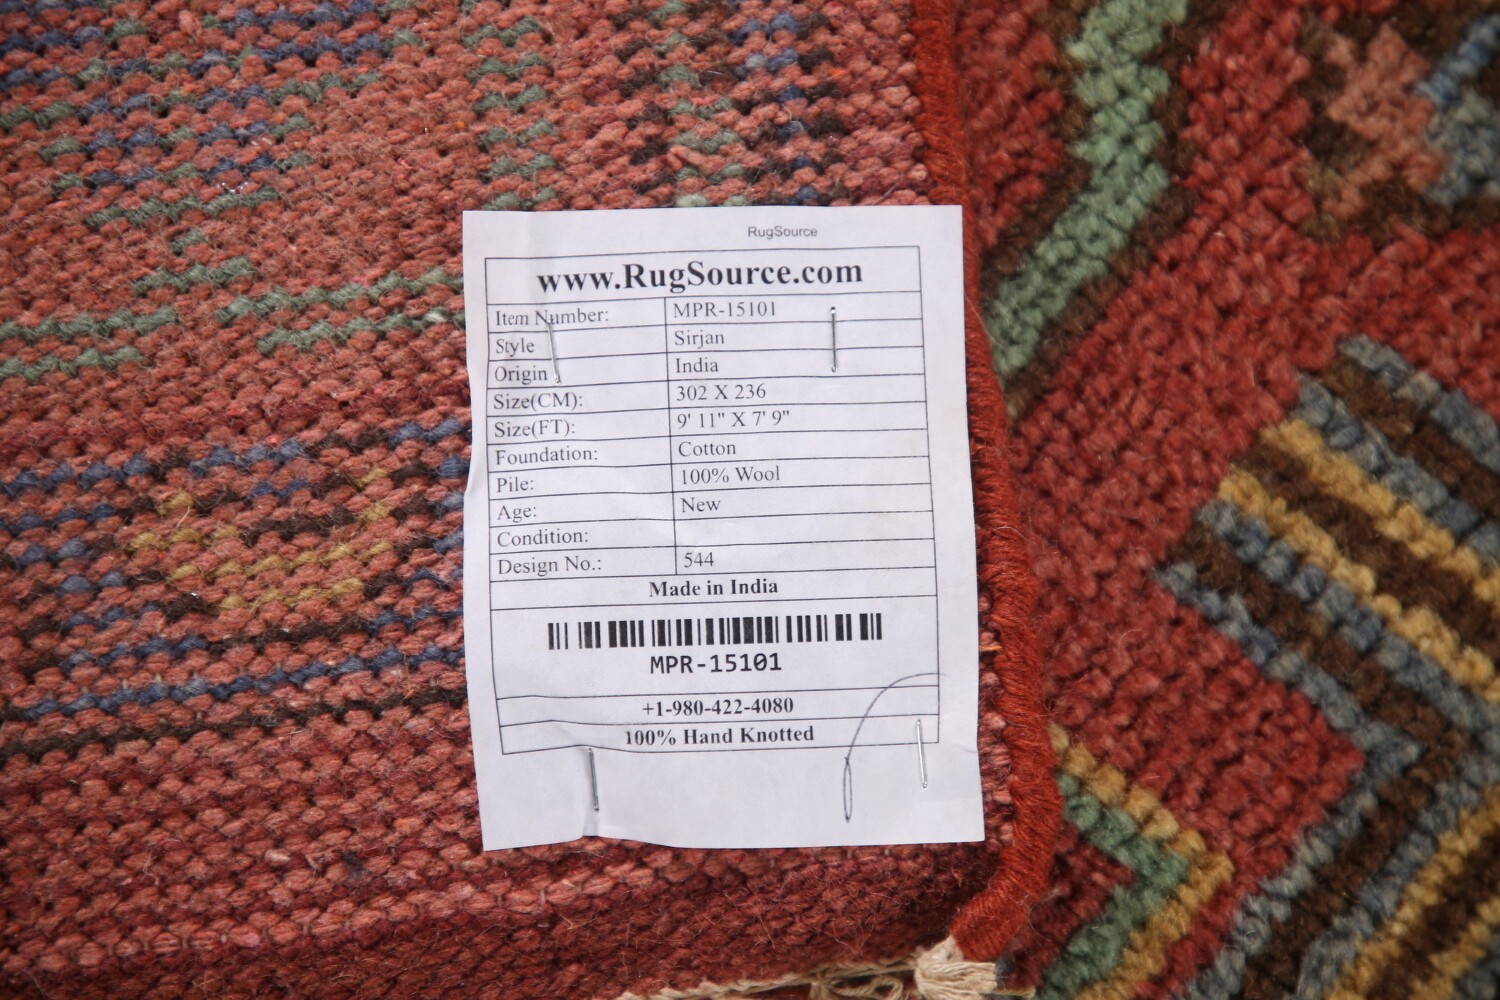 RugSource
www.RugSource.com
Item Number: MPR-15101
Style Sirjan
Origin India
Size(CM): 302 X 236
Size(FT): 9' 11" X 7' 9"
Foundation: Cotton
Pile: 100% Wool
Age: New
Condition:
Design No.: 544
Made in India
MPR-15101
+1-980-422-4080
100% Hand Knotted